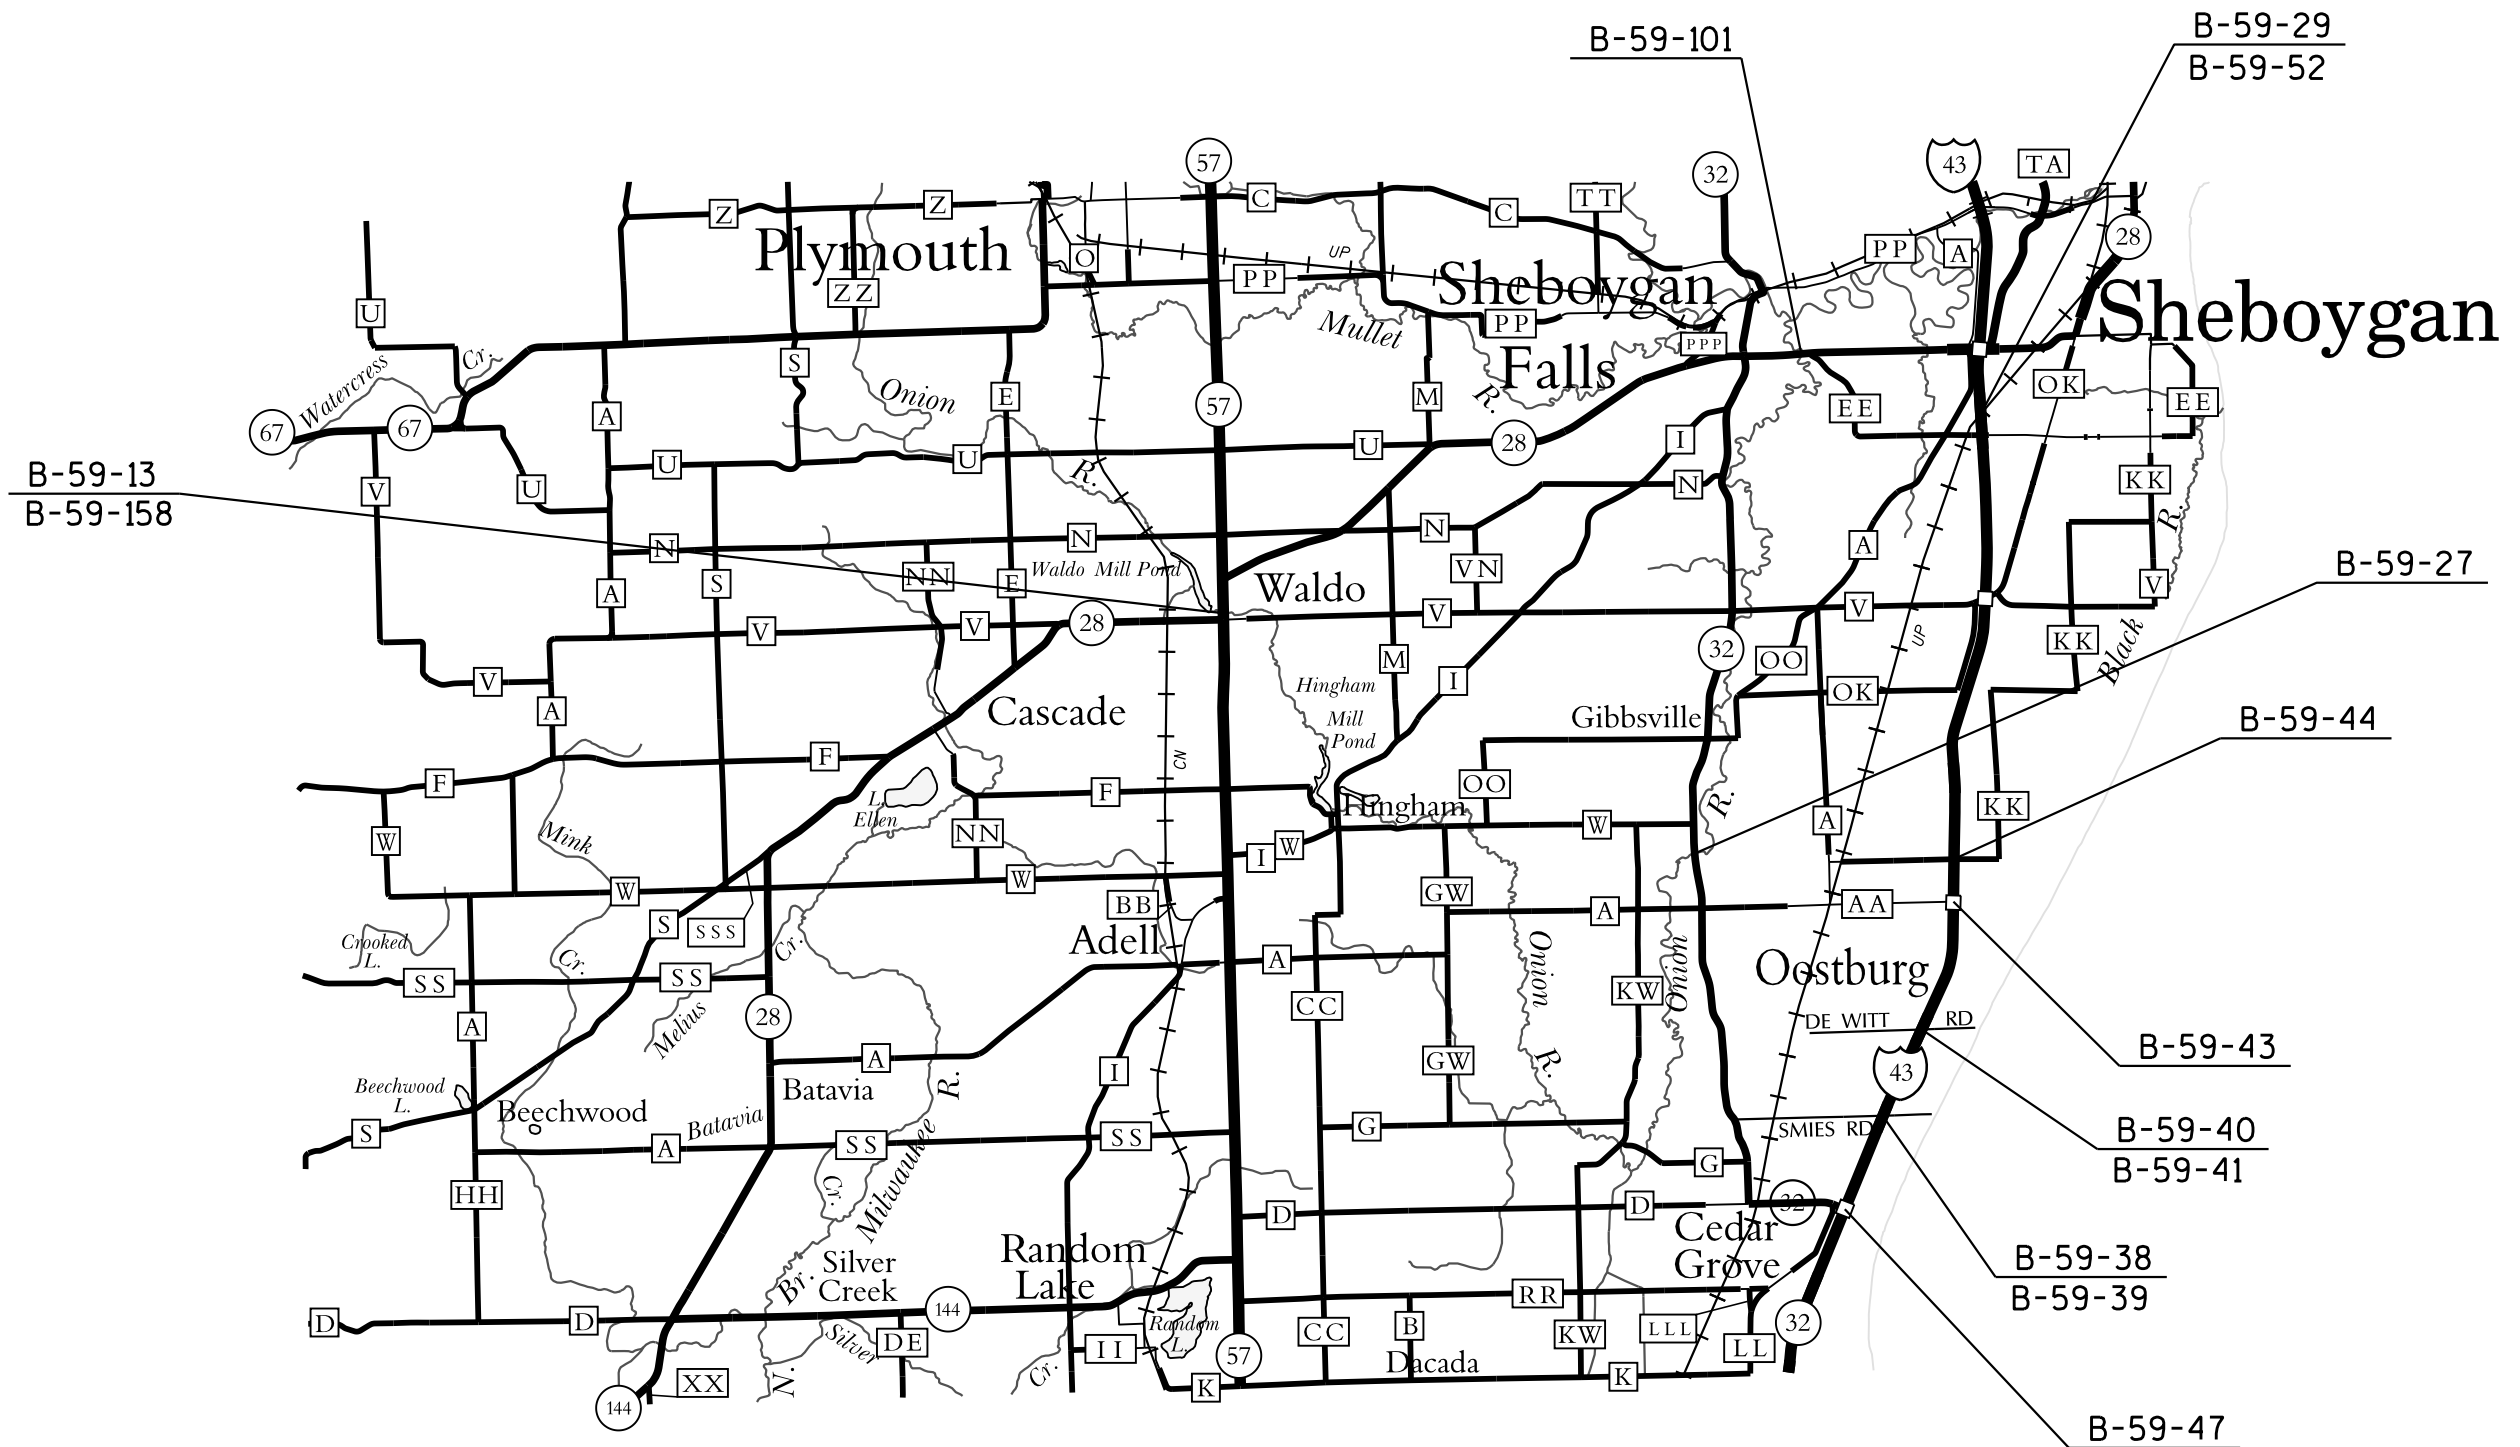 B-59-29
B-59-101
B-59-52
57
32
43
TA
Z
Z
C
C
TT
28
PP
A
Plymouth
O
UP
PP
ZZ
Sheboygan
Falls
Sheboygan
U
Mullet
R.
PP
PPP
Watercress
Cr.
S
OK
EE
Onion
R.
E
57
M
EE
A
67
67
I
28
U
U
U
B-59-13
B-59-158
V
U
N
KK
R.
N
N
N
A
NN
Waldo Mill Pond
VN
B-59-27
A
S
E
Waldo
V
V
V
V
28
V
UP
KK
Black
32
M
OO
Hingham
V
I
OK
A
Cascade
Mill
Pond
Gibbsville
B-59-44
F
CN
F
F
OO
L.
Ellen
R.
KK
Hingham
W
A
Mink
NN
I
W
W
W
W
GW
BB
A
AA
S
SSS
Crooked
L.
Cr.
Cr.
Adell
Onion
R.
Onion
Oostburg
A
SS
SS
KW
CC
DE WITT RD
A
28
Melius
B-59-43
GW
A
I
43
Beechwood
L.
Batavia
R.
Beechwood
Batavia
B-59-40
B-59-41
S
A
SS
SS
G
SMIES RD
G
HH
Cr.
Milwaukee
D
D
32
Cedar
Grove
Random
Lake
B-59-38
B-59-39
Silver
Creek
Br.
RR
D
D
144
Random
L.
CC
B
KW
LLL
32
Silver
DE
II
LL
57
Dacada
XX
N.
Cr.
K
K
144
B-59-47